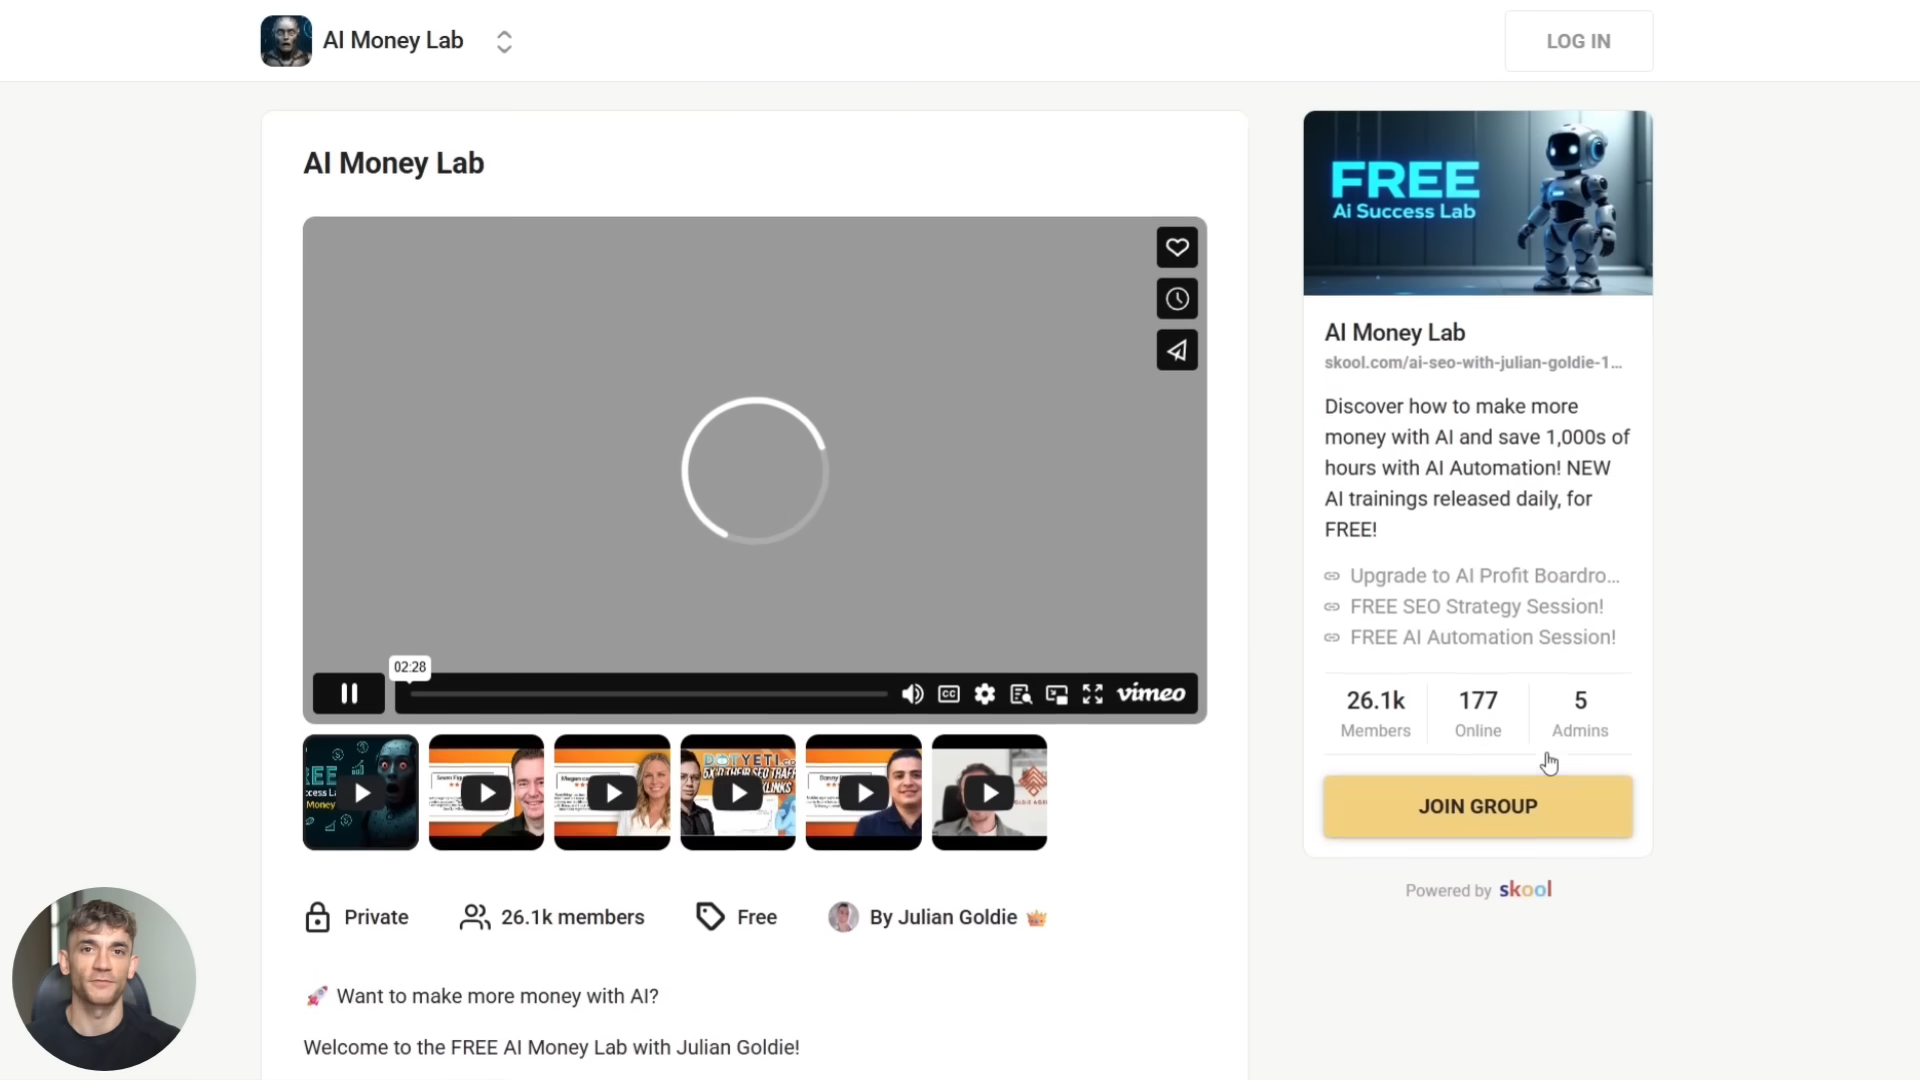 AI Money Lab
LOG IN
AI Money Lab
02:28
CC
vimeo
DOTYETI.co
Private
26.1k members
Free
By Julian Goldie
Want to make more money with AI?
Welcome to the FREE AI Money Lab with Julian Goldie!
FREE
Ai Success Lab
AI Money Lab
skool.com/ai-seo-with-julian-goldie-1...
Discover how to make more
money with AI and save 1,000s of
hours with AI Automation! NEW
AI trainings released daily, for
FREE!
Upgrade to AI Profit Boardro...
FREE SEO Strategy Session!
FREE AI Automation Session!
26.1k
Members
177
Online
5
Admins
JOIN GROUP
Powered by skool